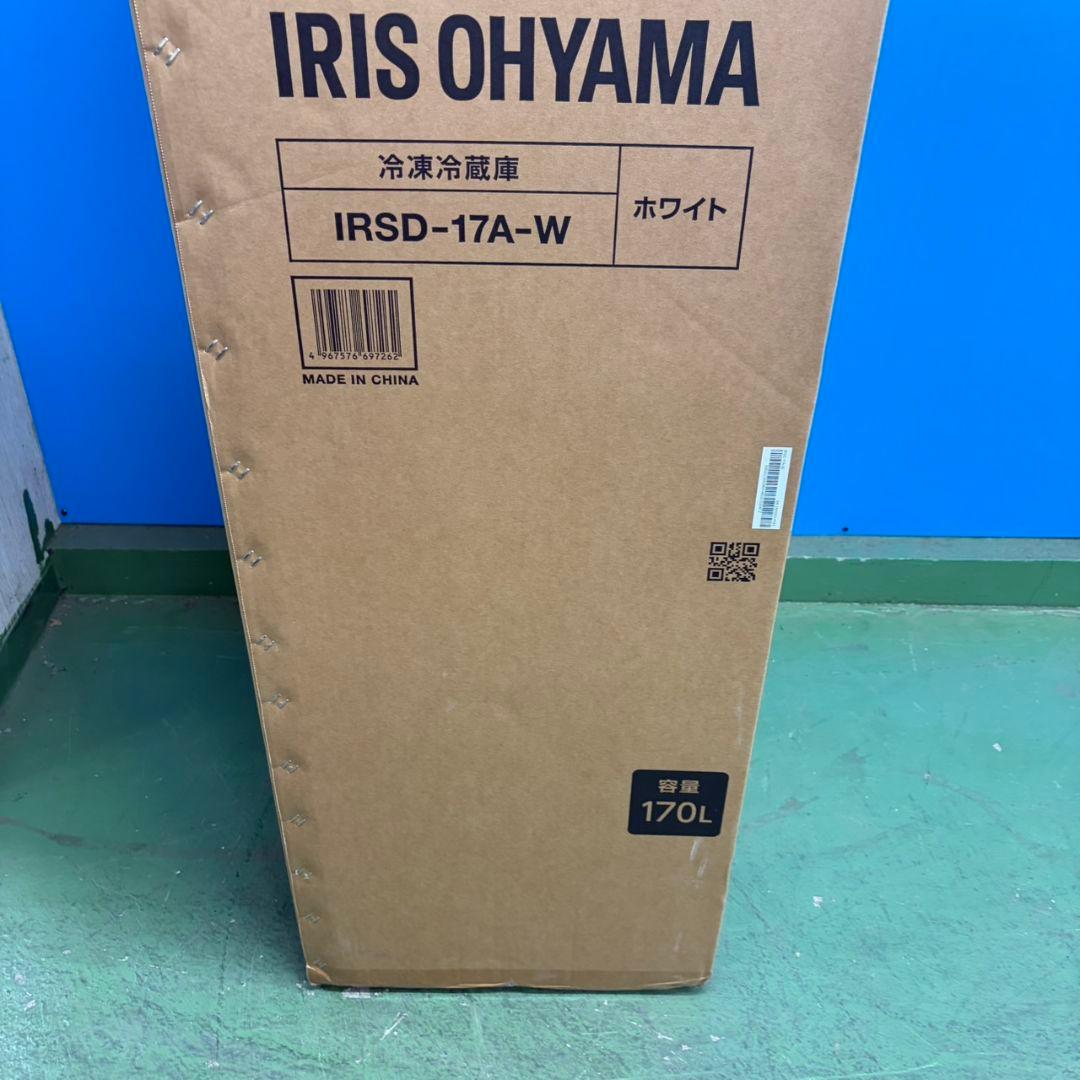 IRIS OHYAMA
冷凍冷蔵庫
IRSD-17A-W
ホワイト
4 967576 697262
MADE IN CHINA
容量
170L